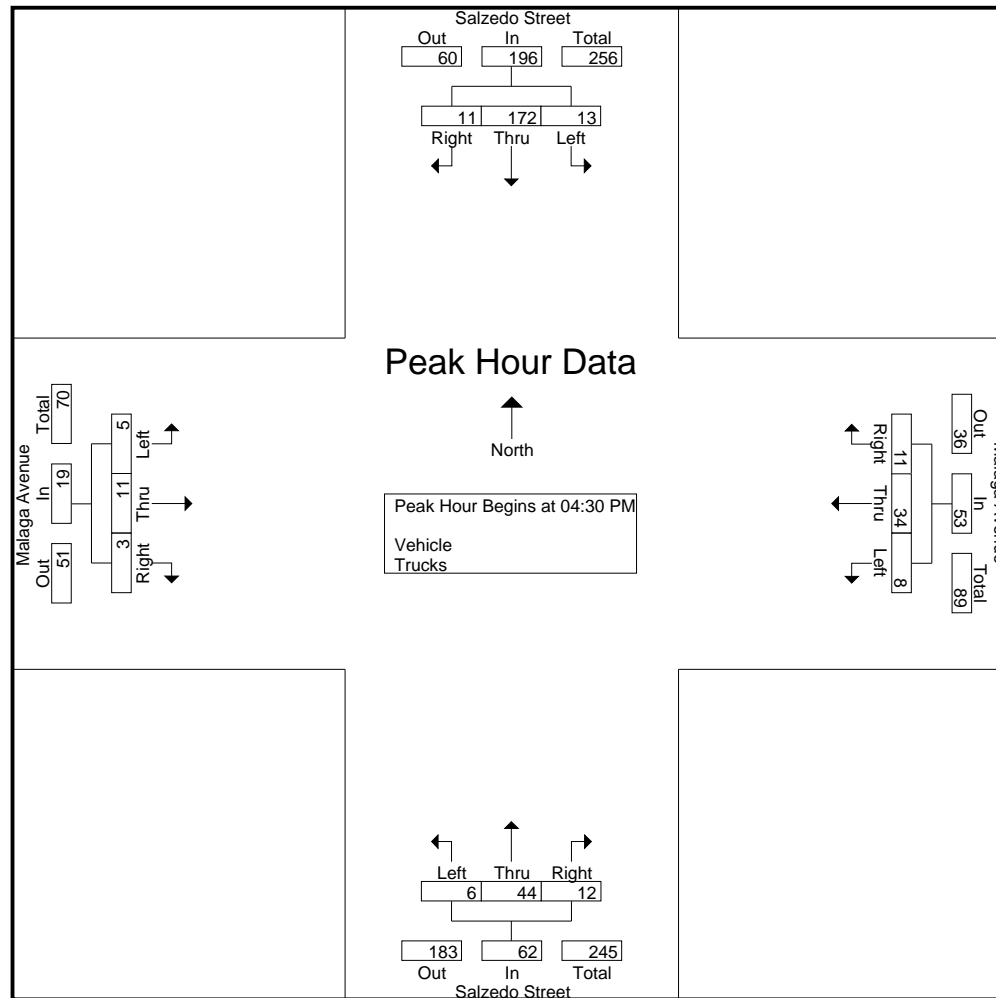 Salzedo Street
Out In Total
60 196 256
11 172 13
Right Thru Left
Peak Hour Data
North
Peak Hour Begins at 04:30 PM
Vehicle
Trucks
Malaga Avenue
Out In Total
51 19 70
Right Thru Left
3 11 5
Out In Total
36 53 89
Right Thru Left
11 34 8
Left Thru Right
6 44 12
183 62 245
Out In Total
Salzedo Street